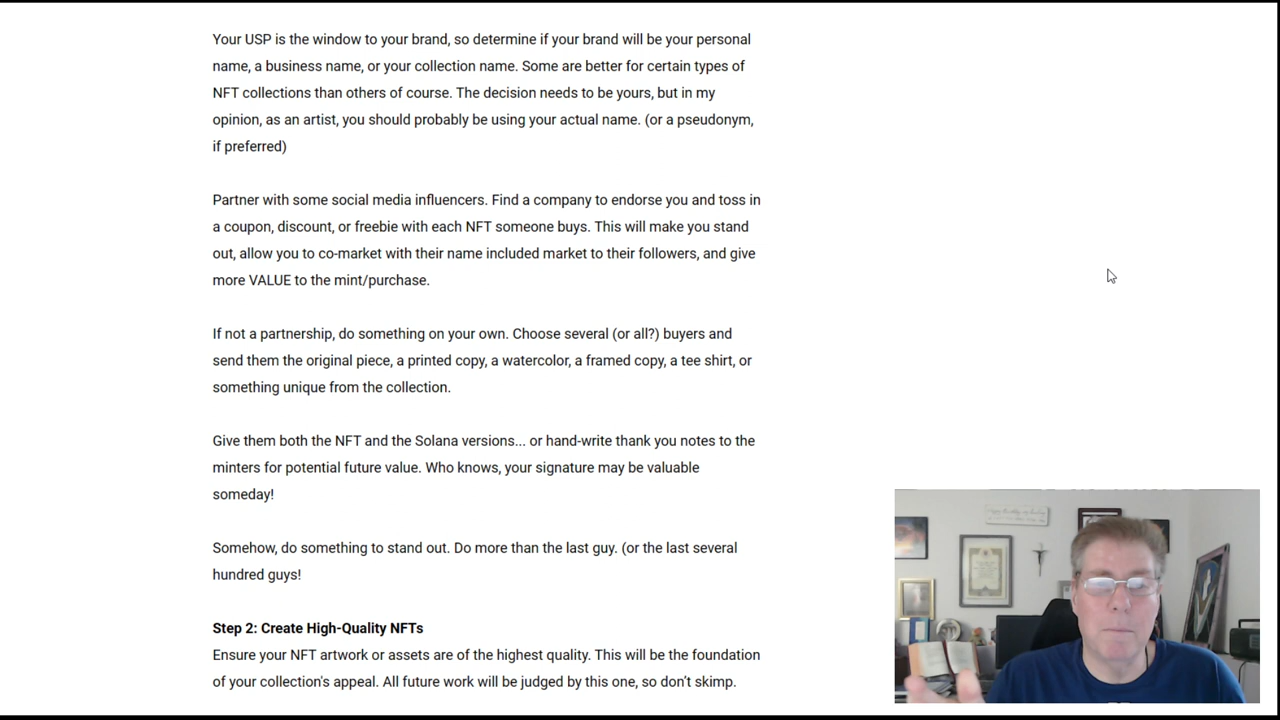 Your USP is the window to your brand, so determine if your brand will be your personal
name, a business name, or your collection name. Some are better for certain types of
NFT collections than others of course. The decision needs to be yours, but in my
opinion, as an artist, you should probably be using your actual name. (or a pseudonym,
if preferred)
Partner with some social media influencers. Find a company to endorse you and toss in
a coupon, discount, or freebie with each NFT someone buys. This will make you stand
out, allow you to co-market with their name included market to their followers, and give
more VALUE to the mint/purchase.
If not a partnership, do something on your own. Choose several (or all?) buyers and
send them the original piece, a printed copy, a watercolor, a framed copy, a tee shirt, or
something unique from the collection.
Give them both the NFT and the Solana versions... or hand-write thank you notes to the
minters for potential future value. Who knows, your signature may be valuable
someday!
Somehow, do something to stand out. Do more than the last guy. (or the last several
hundred guys!
Step 2: Create High-Quality NFTs
Ensure your NFT artwork or assets are of the highest quality. This will be the foundation
of your collection's appeal. All future work will be judged by this one, so don't skimp.